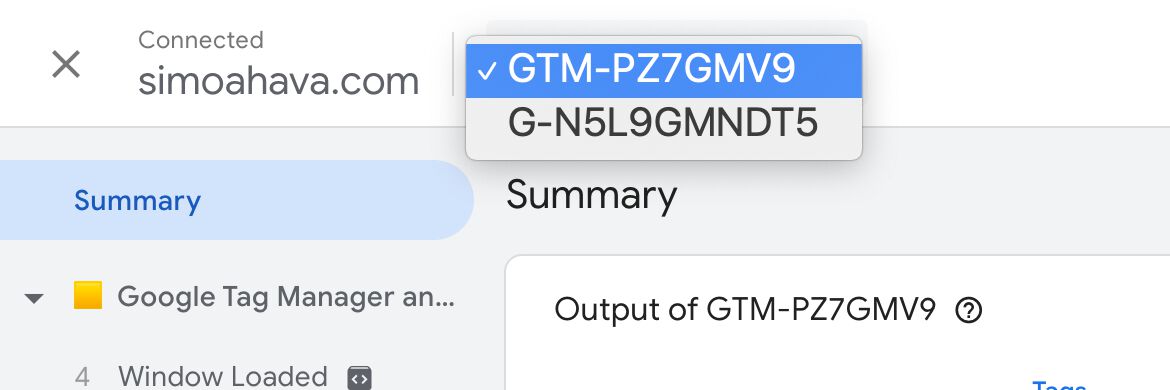 Connected
simoahava.com
✓ GTM-PZ7GMV9
G-N5L9GMNDT5
Summary
Summary
Google Tag Manager an...
Output of GTM-PZ7GMV9
4 Window Loaded
Tags